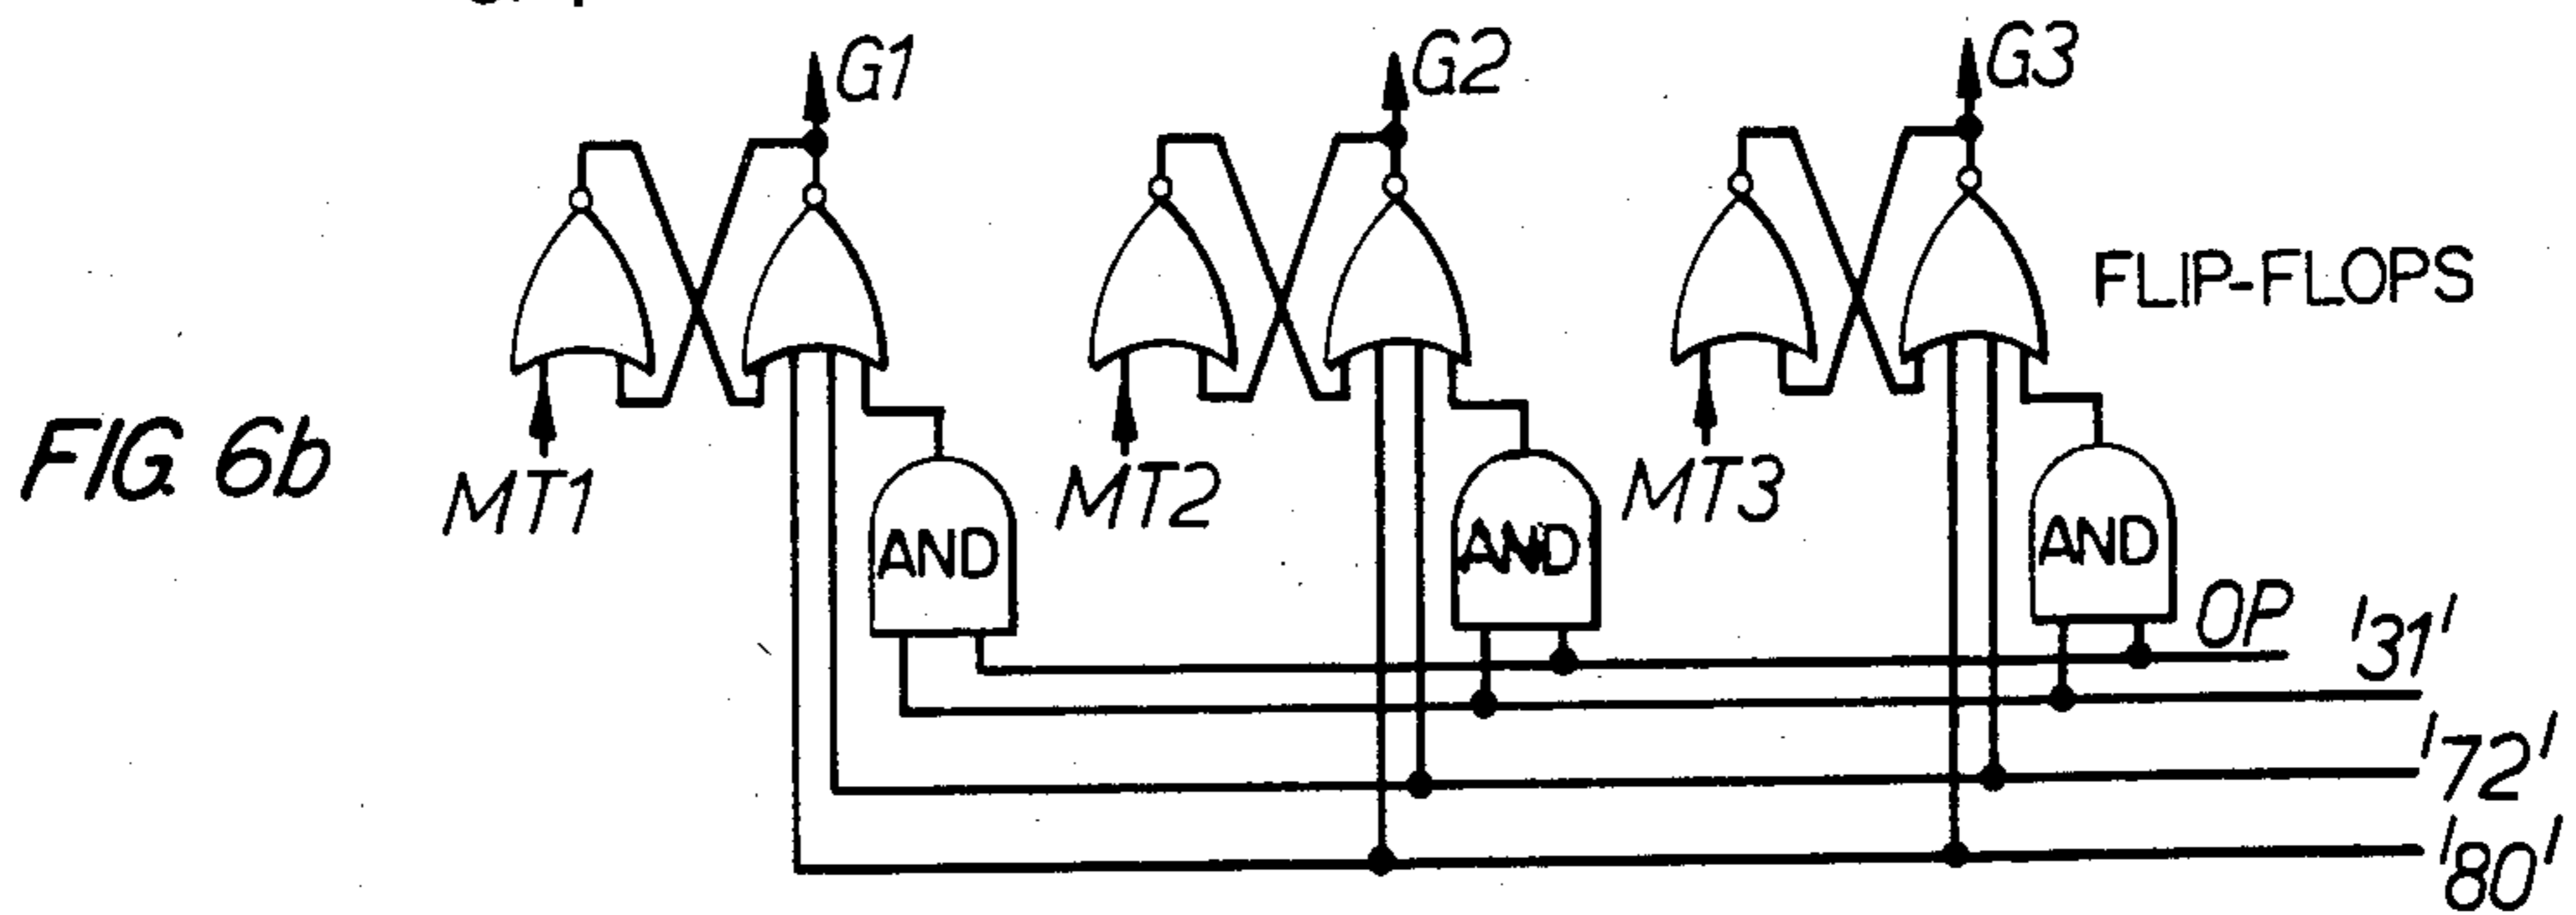 G1
G2
G3
FLIP-FLOPS
FIG. 6b
MT1
MT2
MT3
AND
AND
AND
OP
'31'
'72'
'80'